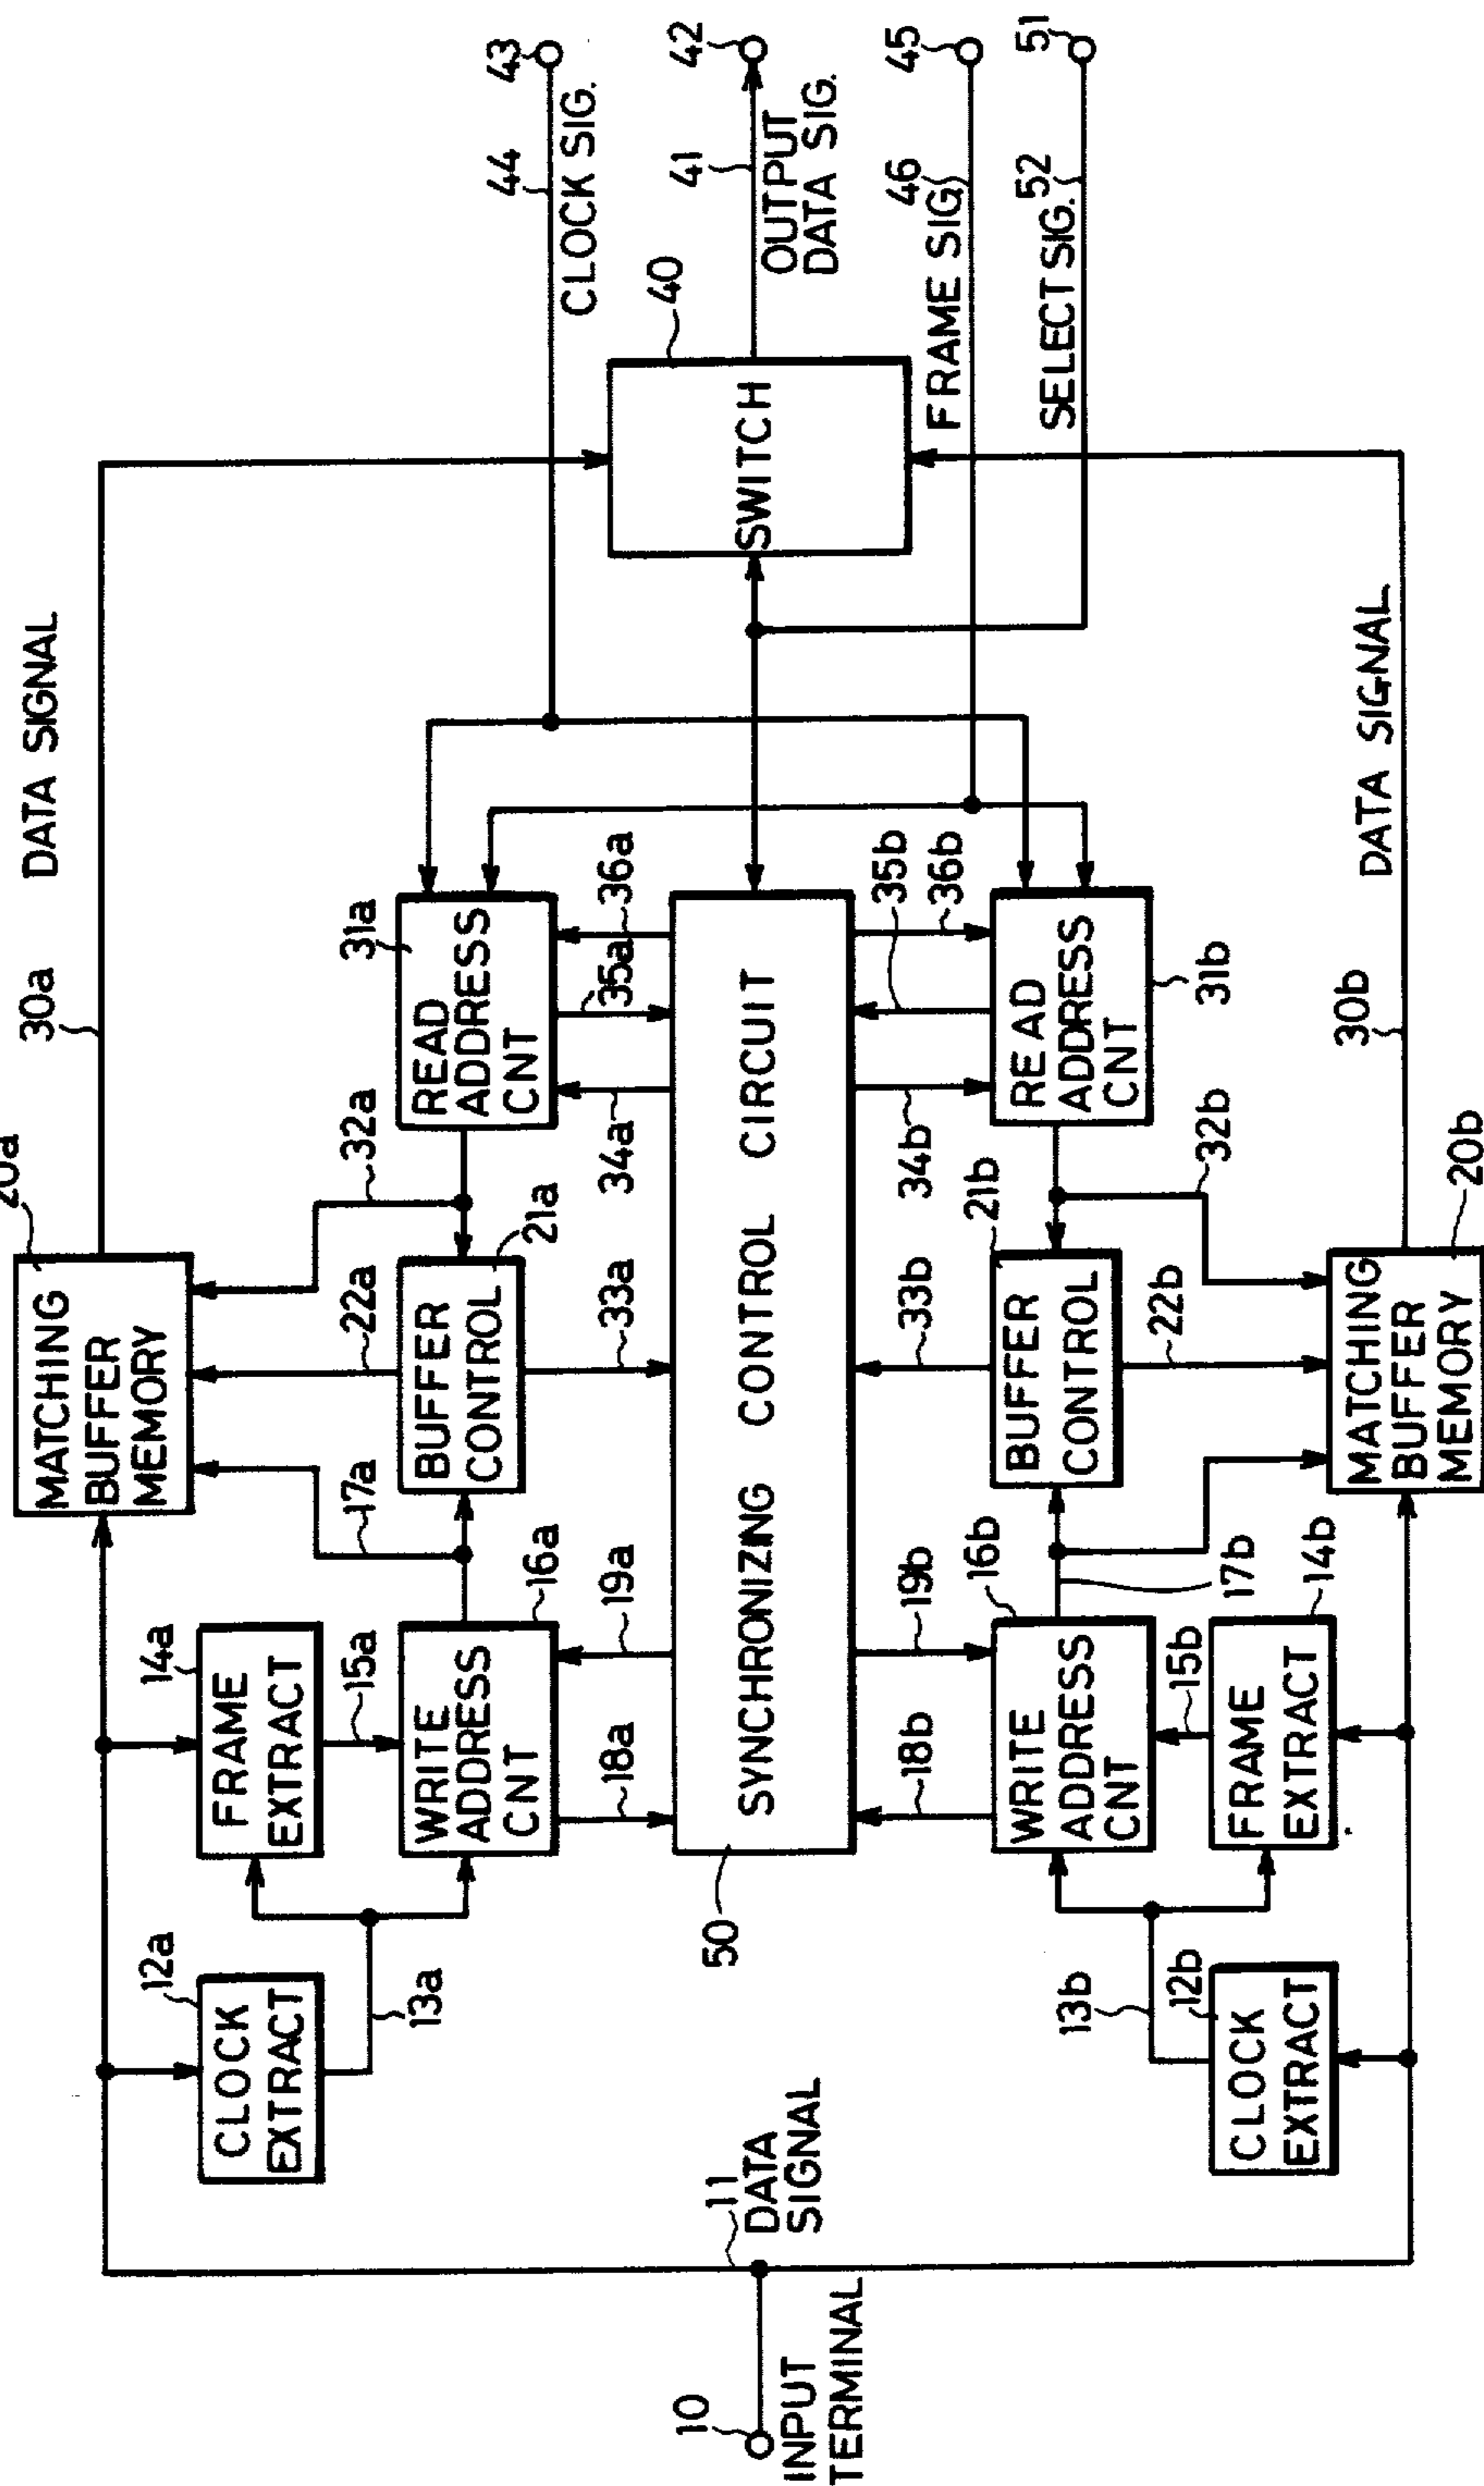 20a
30a
DATA SIGNAL
MATCHING
BUFFER
MEMORY
14a
12a
CLOCK
EXTRACT
FRAME
EXTRACT
17a
22a
32a
31a
43
44
CLOCK SIG.
13a
15a
WRITE
ADDRESS
CNT
16a
BUFFER
CONTROL
21a
READ
ADDRESS
CNT
18a
19a
33a
34a
35a
36a
40
41
42
10
INPUT
TERMINAL
11
DATA
SIGNAL
50
SYNCHRONIZING CONTROL CIRCUIT
SWITCH
OUTPUT
DATA SIG.
18b
19b
33b
34b
35b
36b
46
45
FRAME SIG.
16b
21b
WRITE
ADDRESS
CNT
BUFFER
CONTROL
READ
ADDRESS
CNT
52
51
SELECT SIG.
13b
12b
15b
17b
14b
22b
32b
31b
CLOCK
EXTRACT
FRAME
EXTRACT
30b
DATA SIGNAL
MATCHING
BUFFER
MEMORY
20b